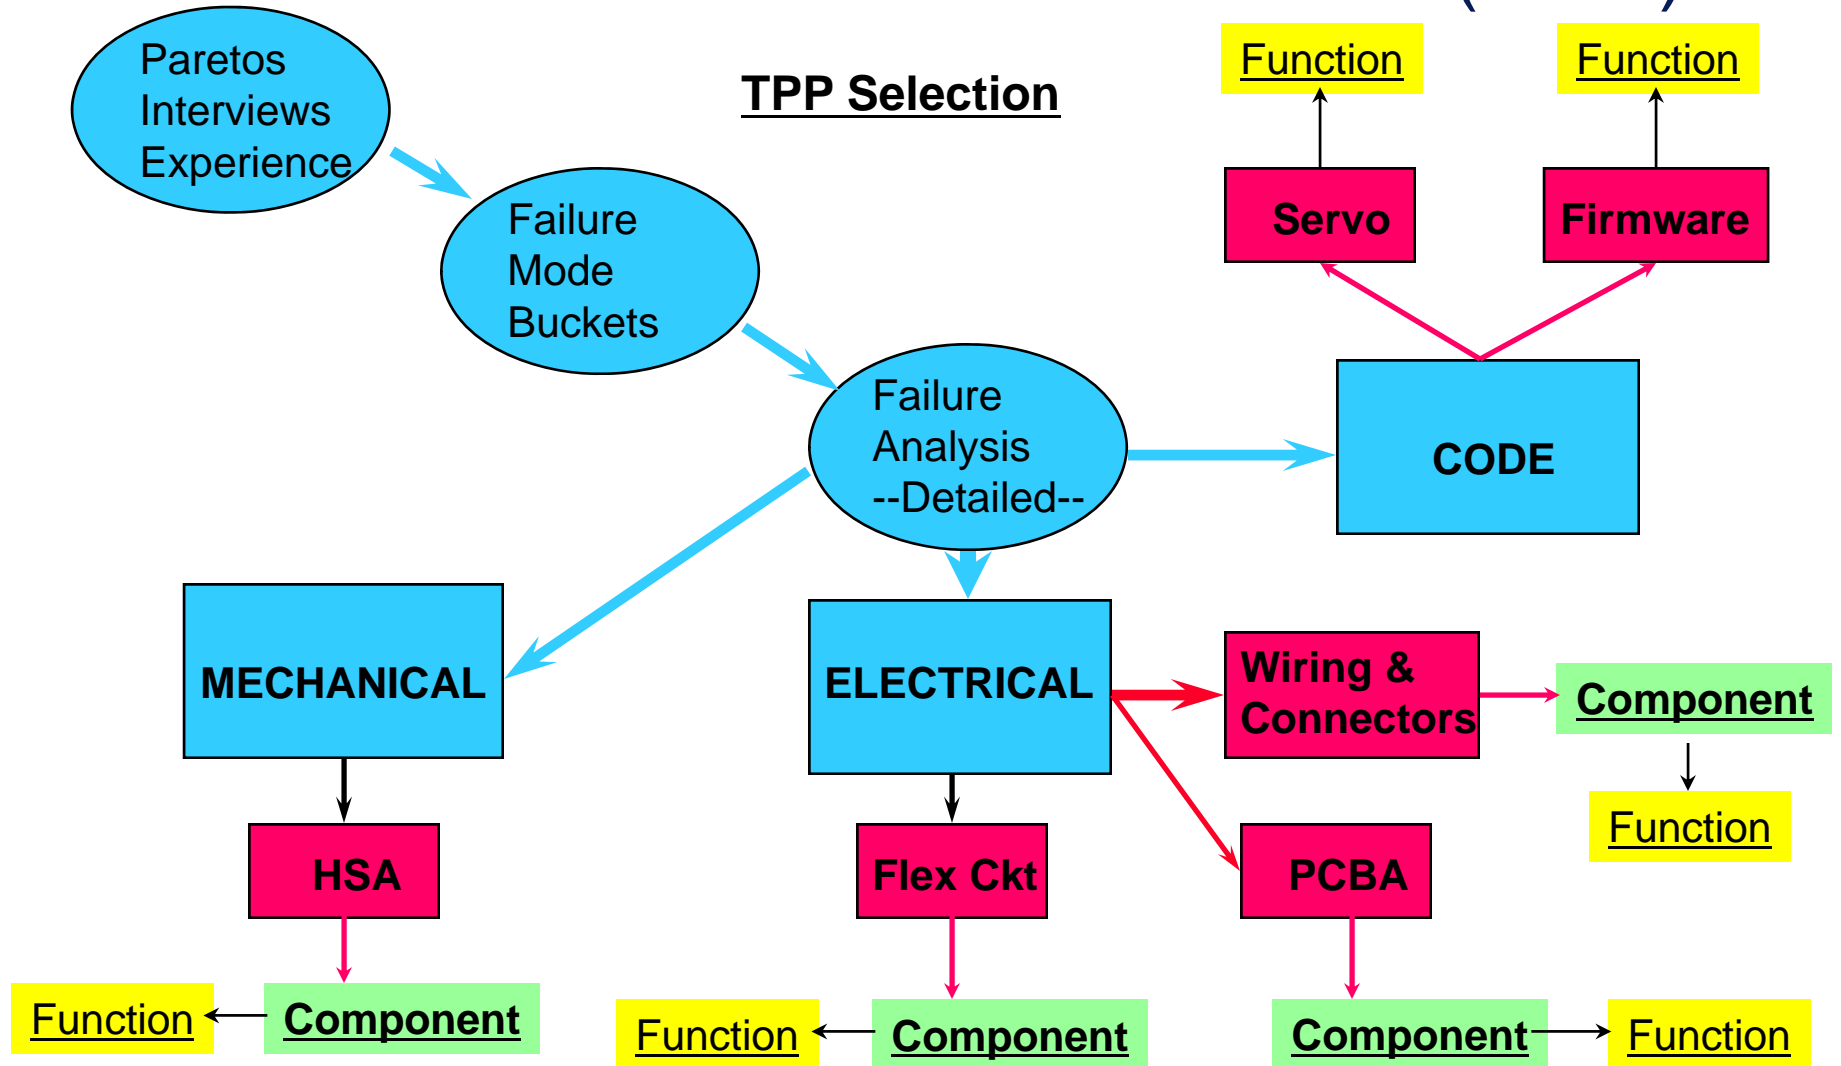 Paretos
Interviews
Experience
TPP Selection
Function
Function
Servo
Firmware
Failure
Mode
Buckets
Failure
Analysis
--Detailed--
CODE
MECHANICAL
ELECTRICAL
Wiring &
Connectors
Component
Function
HSA
Flex Ckt
PCBA
Function
Component
Function
Component
Component
Function